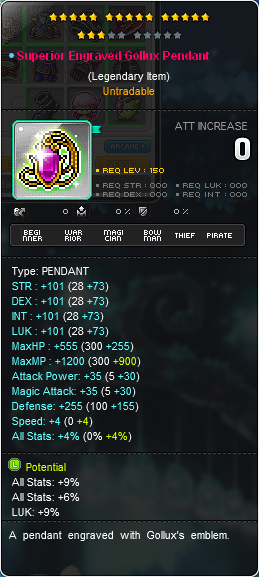 Superior Engraved Gollux Pendant
(Legendary Item)
Untradable
ATT INCREASE
0
REQ LEV : 150
REQ STR : 000 REQ LUK : 000
REQ DEX : 000 REQ INT : 000
0 0 % 0 %
BEGINNER WARRIOR MAGICIAN BOWMAN THIEF PIRATE
Type: PENDANT
STR : +101 (28 +73)
DEX : +101 (28 +73)
INT : +101 (28 +73)
LUK : +101 (28 +73)
MaxHP : +555 (300 +255)
MaxMP : +1200 (300 +900)
Attack Power: +35 (5 +30)
Magic Attack: +35 (5 +30)
Defense: +255 (100 +155)
Speed: +4 (0 +4)
All Stats: +4% (0% +4%)
L Potential
All Stats: +9%
All Stats: +6%
LUK: +9%
A pendant engraved with Gollux's emblem.